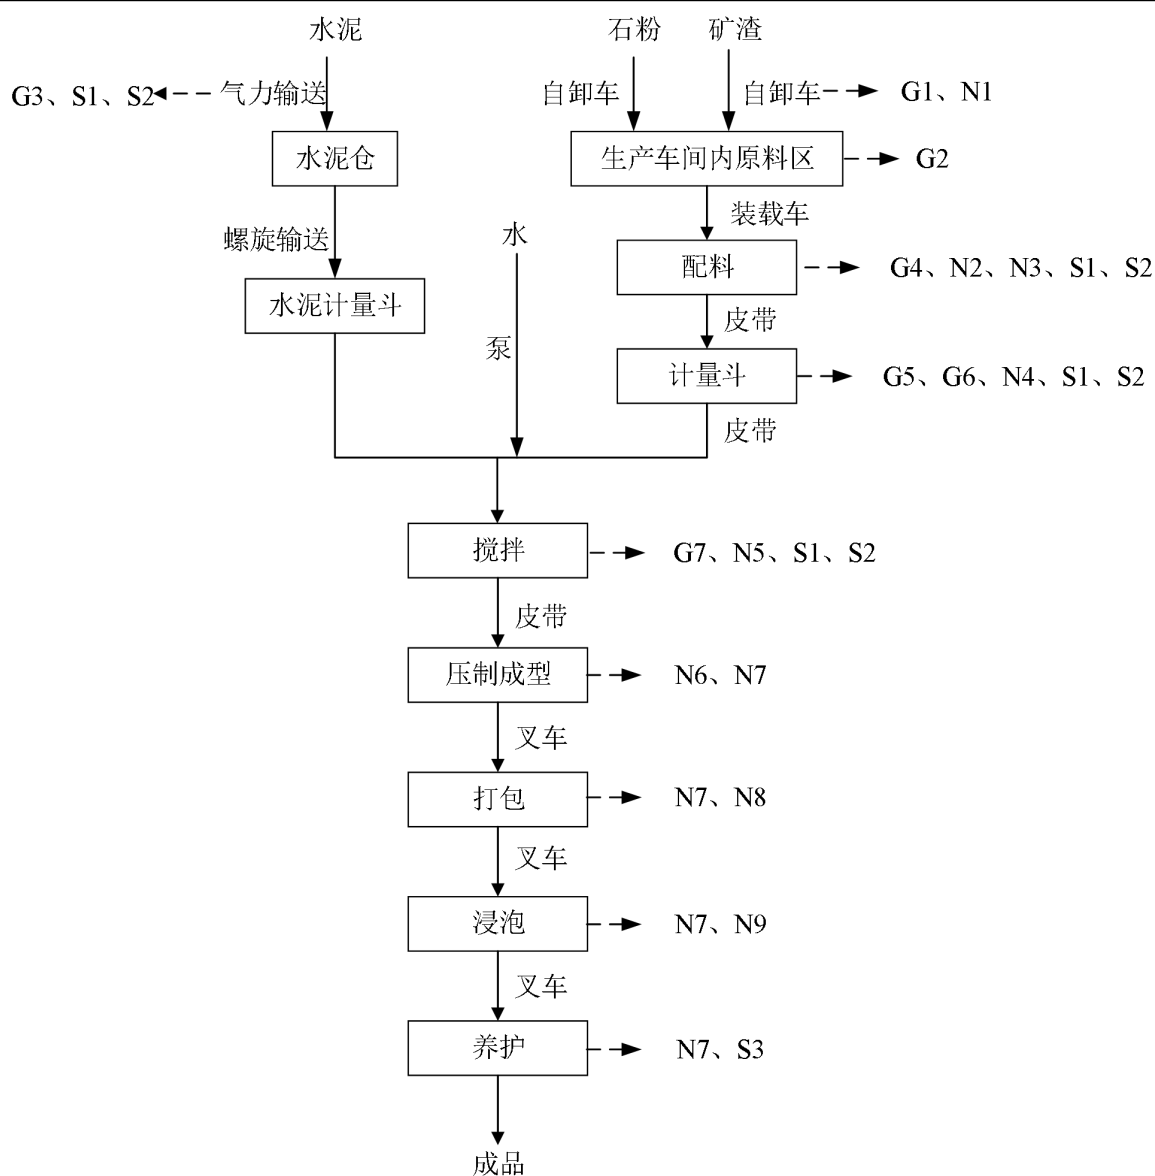 水泥
石粉
矿渣
G3、S1、S2
气力输送
自卸车
自卸车
G1、N1
水泥仓
生产车间内原料区
G2
螺旋输送
水
装载车
配料
G4、N2、N3、S1、S2
水泥计量斗
泵
皮带
计量斗
G5、G6、N4、S1、S2
皮带
搅拌
G7、N5、S1、S2
皮带
压制成型
N6、N7
叉车
打包
N7、N8
叉车
浸泡
N7、N9
叉车
养护
N7、S3
成品